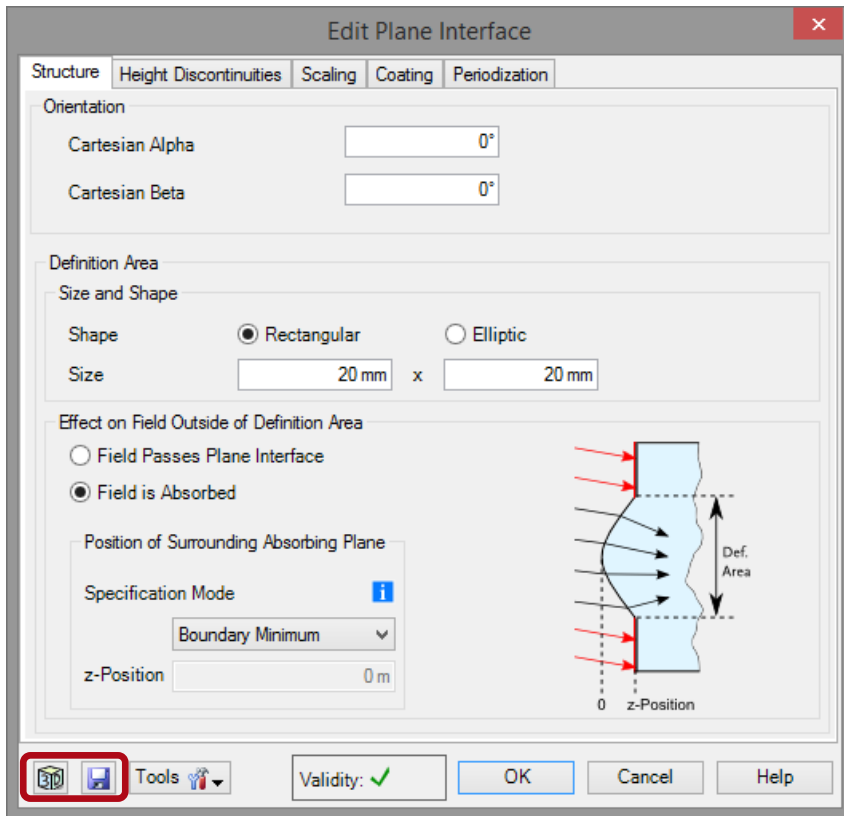 Edit Plane Interface
Structure Height Discontinuities Scaling Coating Periodization
Orientation
Cartesian Alpha 0°
Cartesian Beta 0°
Definition Area
Size and Shape
Shape Rectangular Elliptic
Size 20 mm x 20 mm
Effect on Field Outside of Definition Area
Field Passes Plane Interface
Field is Absorbed
Position of Surrounding Absorbing Plane
Specification Mode i
Boundary Minimum
z-Position 0 m
Def.
Area
0 z-Position
3D Tools Validity: OK Cancel Help